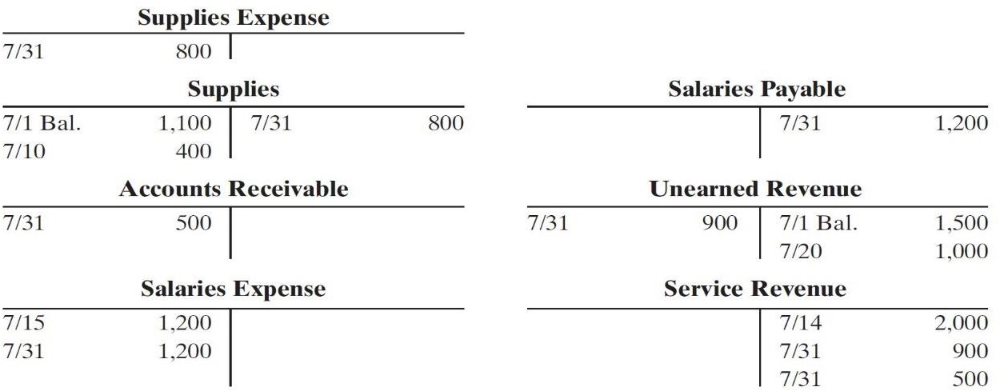 Supplies Expense
7/31 800
Supplies
7/1 Bal. 1,100 7/31 800
7/10 400
Salaries Payable
7/31 1,200
Accounts Receivable
7/31 500
Unearned Revenue
7/31 900 7/1 Bal. 1,500
7/20 1,000
Salaries Expense
7/15 1,200
7/31 1,200
Service Revenue
7/14 2,000
7/31 900
7/31 500